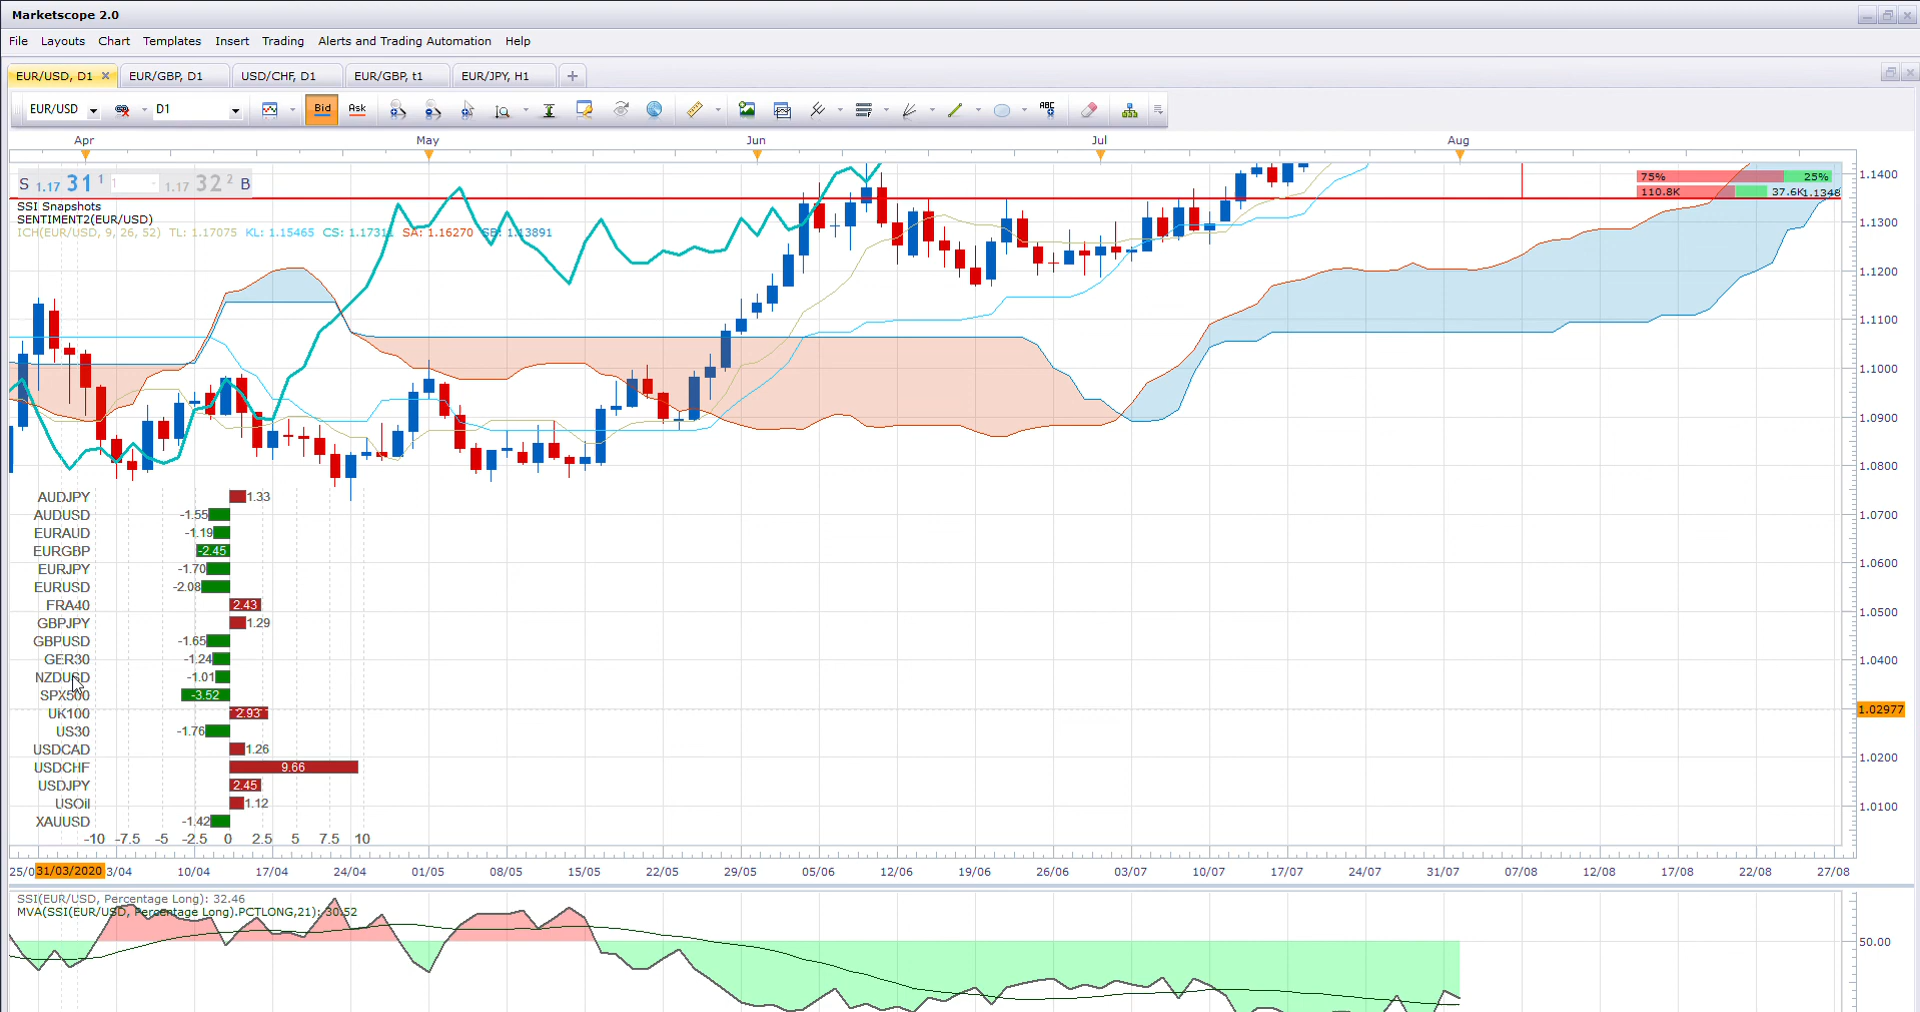 Marketscope 2.0
File Layouts Chart Templates Insert Trading Alerts and Trading Automation Help
EUR/USD, D1 EUR/GBP, D1 USD/CHF, D1 EUR/GBP, t1 EUR/JPY, H1
EUR/USD D1 Bid Ask ABC
Apr May Jun Jul Aug
S 1.17 31 1 1 1.17 32 2 B
SSI Snapshots
SENTIMENT2(EUR/USD)
ICH(EUR/USD, 9, 26, 52) TL: 1.17075 KL: 1.15465 CS: 1.17311 SA: 1.16270 SB: 1.13891
75% 25%
110.8K 37.6K 1.1348
1.1400
1.1300
1.1200
1.1100
1.1000
1.0900
1.0800
1.0700
1.0600
1.0500
1.0400
1.02977
1.0200
1.0100
AUDJPY 1.33
AUDUSD -1.55
EURAUD -1.19
EURGBP -2.45
EURJPY -1.70
EURUSD -2.08
FRA40 2.43
GBPJPY 1.29
GBPUSD -1.65
GER30 -1.24
NZDUSD -1.01
SPX500 -3.52
UK100 2.93
US30 -1.76
USDCAD 1.26
USDCHF 9.66
USDJPY 2.45
USOil 1.12
XAUUSD -1.42
-10 -7.5 -5 -2.5 0 2.5 5 7.5 10
25/0 31/03/2020 3/04 10/04 17/04 24/04 01/05 08/05 15/05 22/05 29/05 05/06 12/06 19/06 26/06 03/07 10/07 17/07 24/07 31/07 07/08 12/08 17/08 22/08 27/08
SSI(EUR/USD, Percentage Long): 32.46
MVA(SSI(EUR/USD, Percentage Long).PCTLONG,21): 30.52
50.00